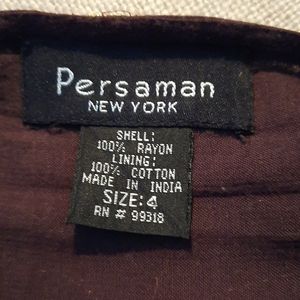 Persaman
NEW YORK
SHELL:
100% RAYON
LINING:
100% COTTON
MADE IN INDIA
SIZE: 4
RN # 99318